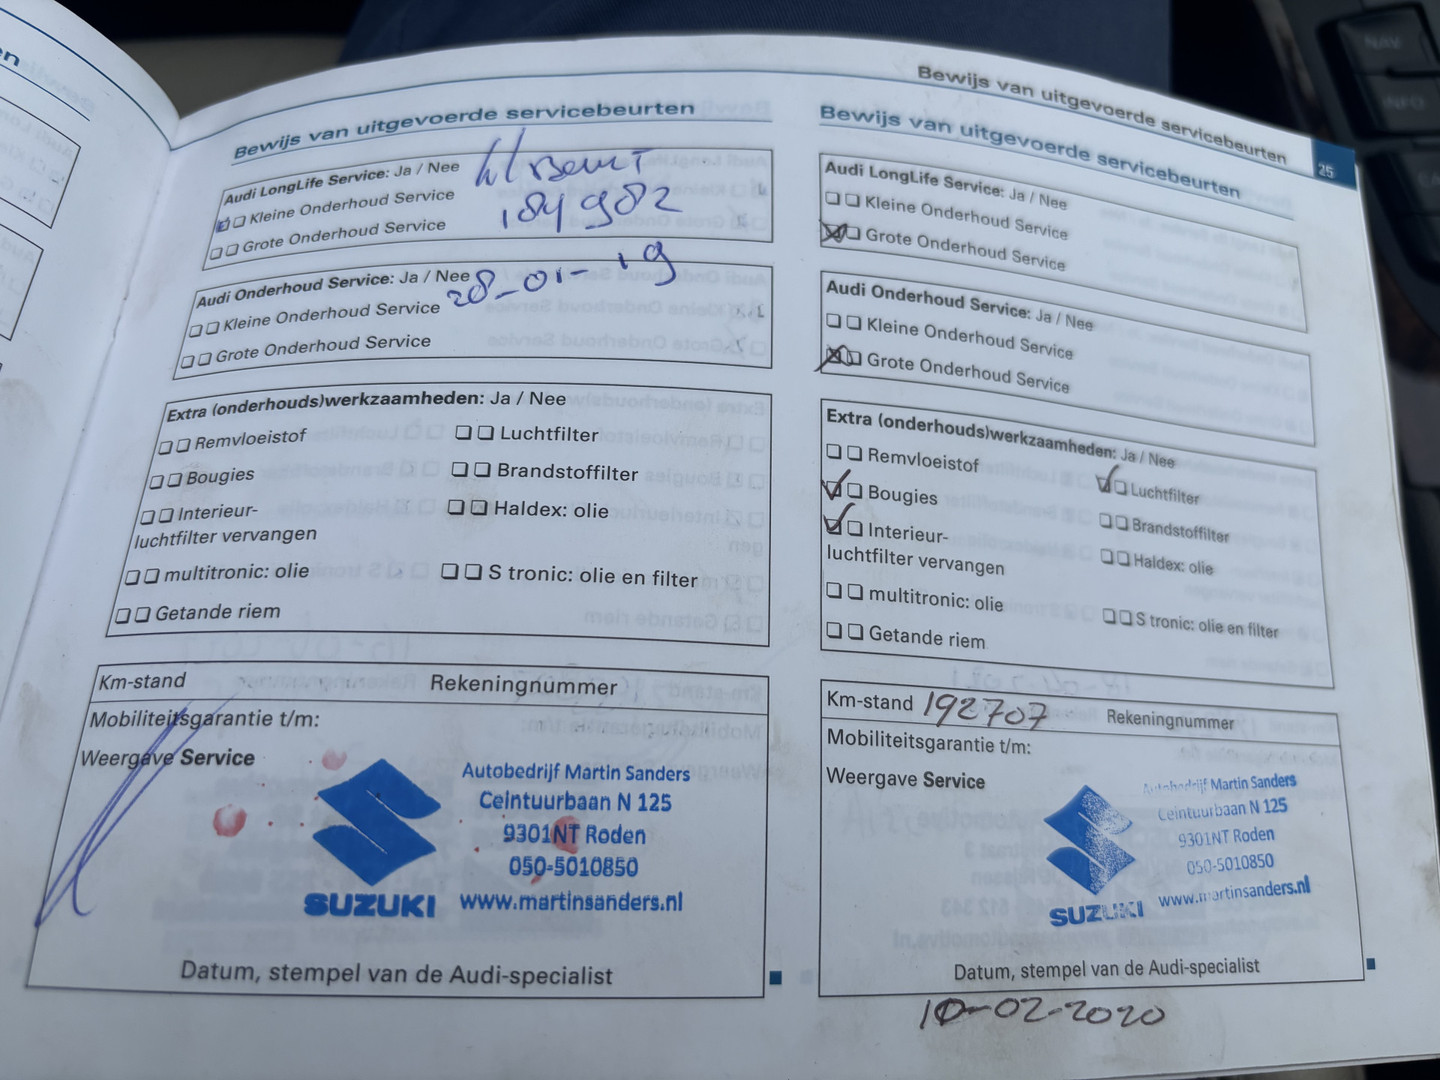 Bewijs van uitgevoerde servicebeurten
25
Bewijs van uitgevoerde servicebeurten
Audi LongLife Service: Ja / Nee
Kleine Onderhoud Service
Grote Onderhoud Service
184982
Audi Onderhoud Service: Ja / Nee
28-01-19
Kleine Onderhoud Service
Grote Onderhoud Service
Extra (onderhouds)werkzaamheden: Ja / Nee
Remvloeistof
Luchtfilter
Bougies
Brandstoffilter
Interieur-
luchtfilter vervangen
Haldex: olie
multitronic: olie
S tronic: olie en filter
Getande riem
Km-stand
Rekeningnummer
Mobiliteitsgarantie t/m:
Weergave Service
SUZUKI
Autobedrijf Martin Sanders
Ceintuurbaan N 125
9301NT Roden
050-5010850
www.martinsanders.nl
Datum, stempel van de Audi-specialist
Bewijs van uitgevoerde servicebeurten
Audi LongLife Service: Ja / Nee
Kleine Onderhoud Service
Grote Onderhoud Service
Audi Onderhoud Service: Ja / Nee
Kleine Onderhoud Service
Grote Onderhoud Service
Extra (onderhouds)werkzaamheden: Ja / Nee
Remvloeistof
Luchtfilter
Bougies
Brandstoffilter
Interieur-
luchtfilter vervangen
Haldex: olie
multitronic: olie
S tronic: olie en filter
Getande riem
Km-stand 192707
Rekeningnummer
Mobiliteitsgarantie t/m:
Weergave Service
SUZUKI
Autobedrijf Martin Sanders
Ceintuurbaan N 125
9301NT Roden
050-5010850
www.martinsanders.nl
Datum, stempel van de Audi-specialist
10-02-2020
NAV
INFO